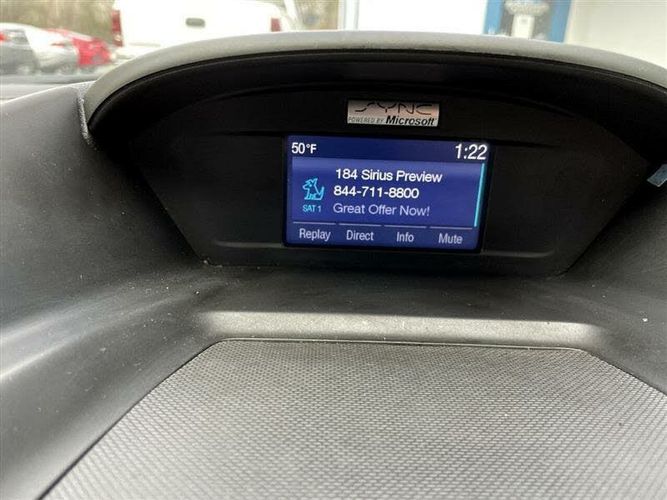 SYNC
POWERED BY Microsoft
50°F 1:22
184 Sirius Preview
844-711-8800
SAT 1 Great Offer Now!
Replay Direct Info Mute